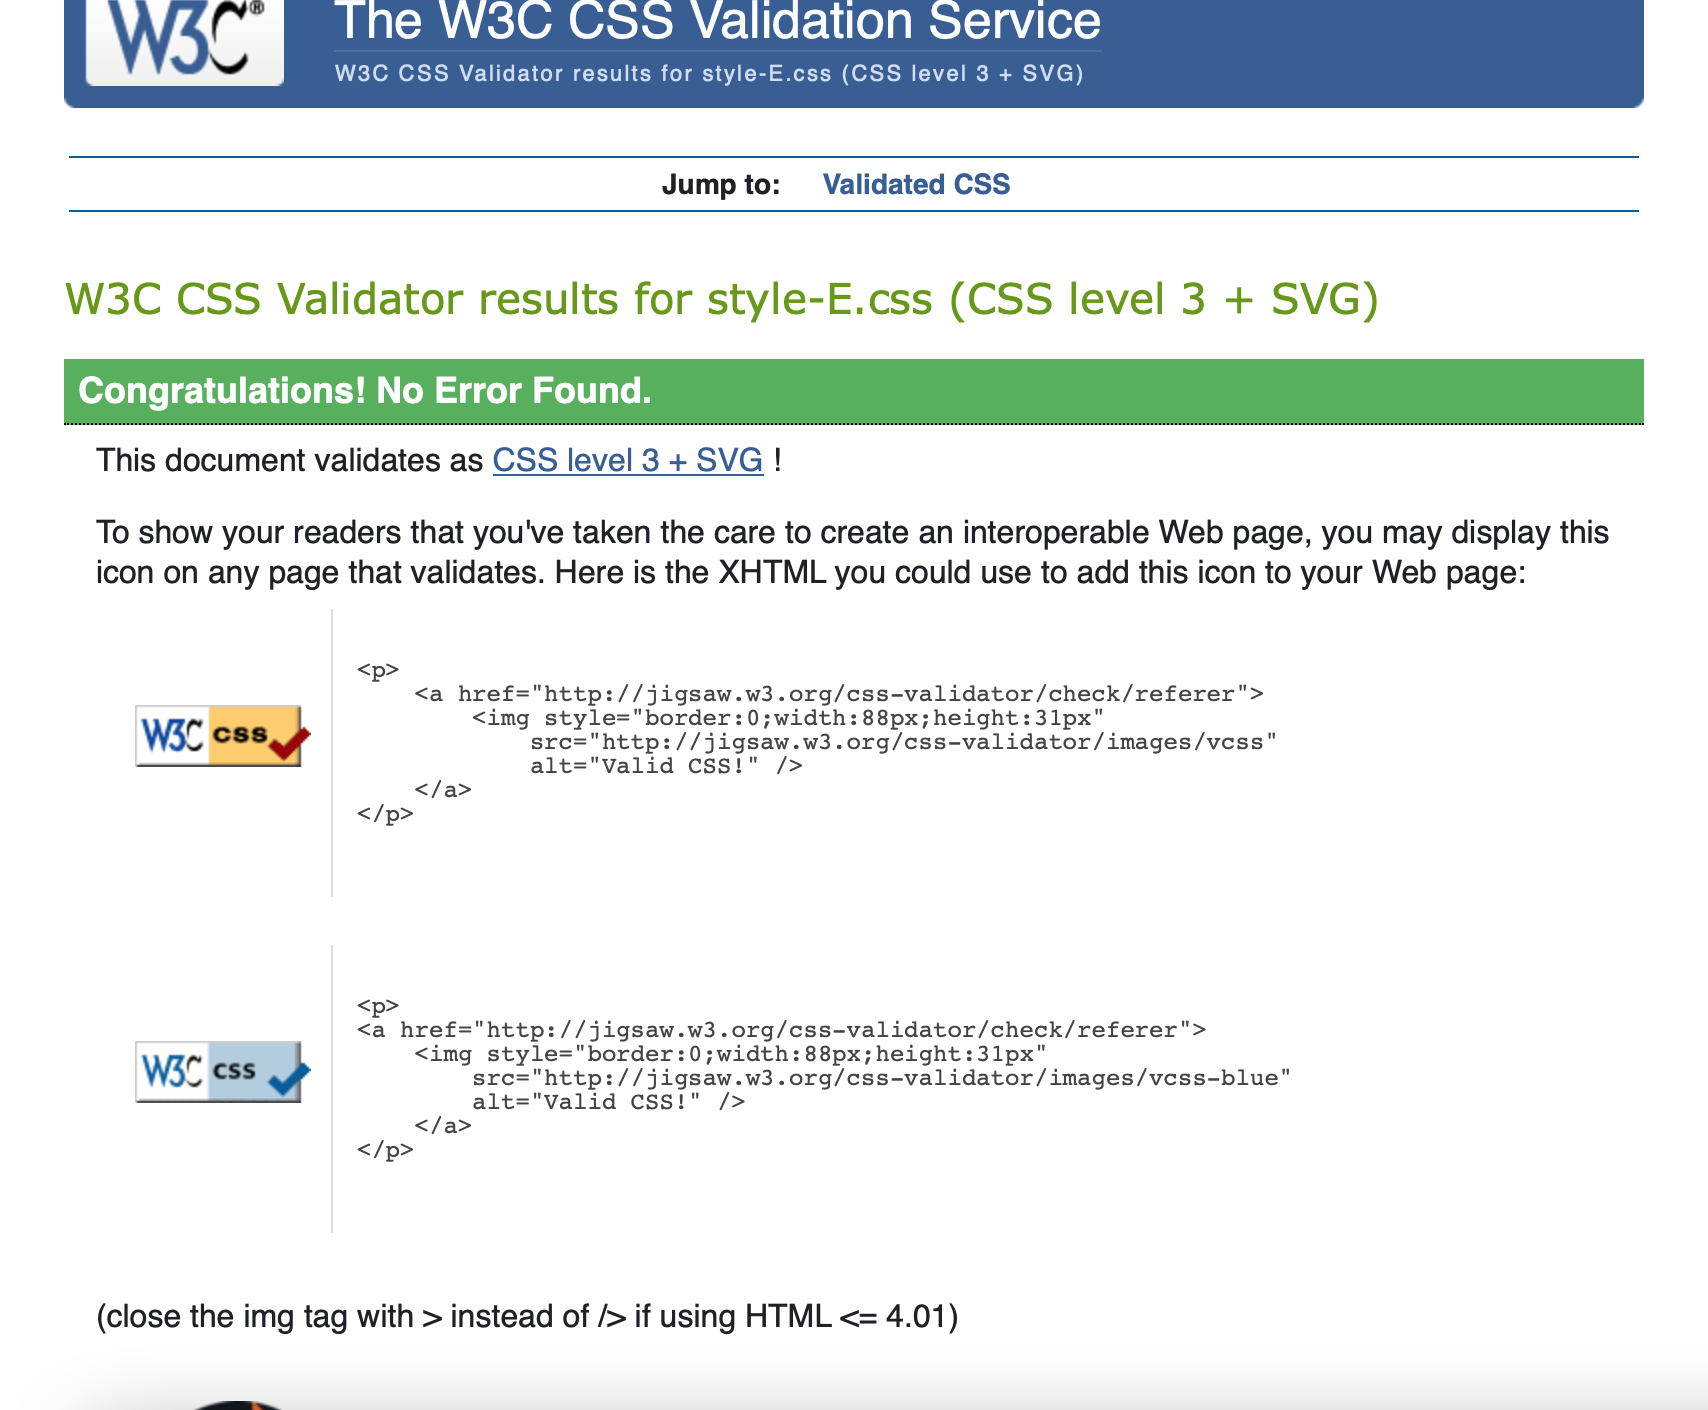 W3C®
The W3C CSS Validation Service
W3C CSS Validator results for style-E.css (CSS level 3 + SVG)
Jump to: Validated CSS
W3C CSS Validator results for style-E.css (CSS level 3 + SVG)
Congratulations! No Error Found.
This document validates as CSS level 3 + SVG !
To show your readers that you've taken the care to create an interoperable Web page, you may display this
icon on any page that validates. Here is the XHTML you could use to add this icon to your Web page:
<p>
<a href="http://jigsaw.w3.org/css-validator/check/referer">
<img style="border:0;width:88px;height:31px"
W3C css
src="http://jigsaw.w3.org/css-validator/images/vcss"
alt="Valid CSS!" />
</a>
</p>
<p>
<a href="http://jigsaw.w3.org/css-validator/check/referer">
<img style="border:0;width:88px;height:31px"
W3C css
src="http://jigsaw.w3.org/css-validator/images/vcss-blue"
alt="Valid CSS!" />
</a>
</p>
(close the img tag with > instead of /> if using HTML <= 4.01)